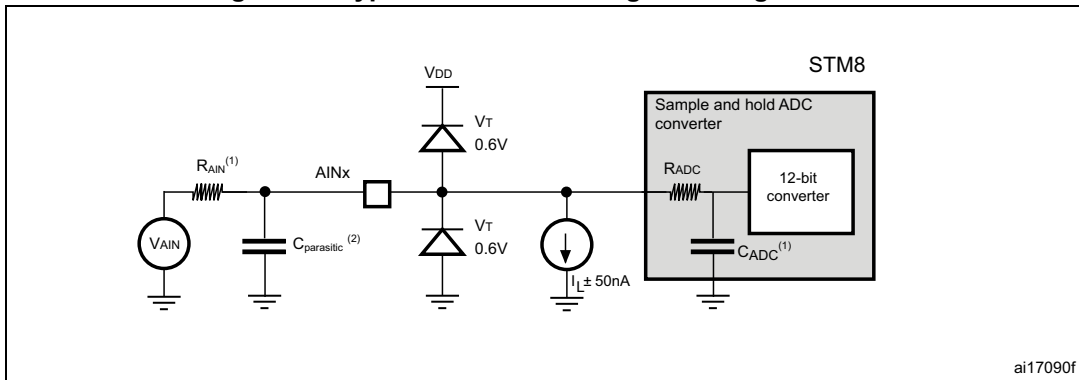 STM8
VDD
Sample and hold ADC
converter
VT
0.6V
RAIN(1)
AINx
RADC
12-bit
converter
VAIN
Cparasitic (2)
VT
0.6V
IL± 50nA
CADC(1)
ai17090f